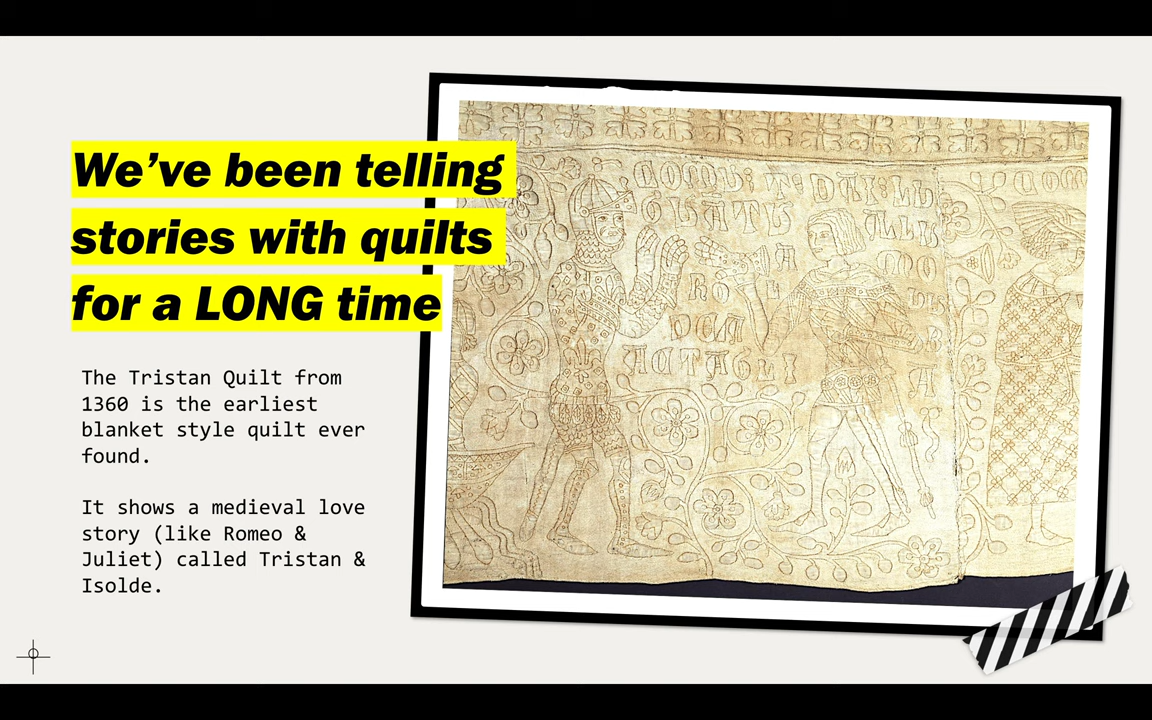 We've been telling
stories with quilts
for a LONG time
The Tristan Quilt from
1360 is the earliest
blanket style quilt ever
found.
It shows a medieval love
story (like Romeo &
Juliet) called Tristan &
Isolde.